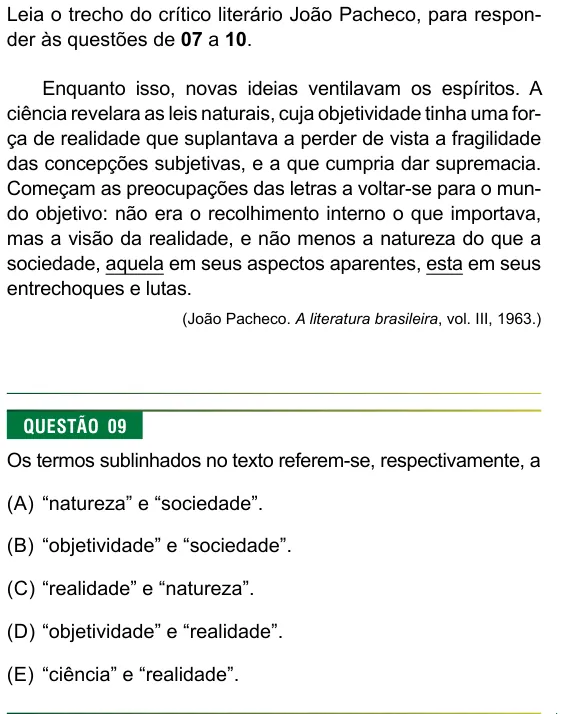 Leia o trecho do crítico literário João Pacheco, para respon-
der às questões de 07 a 10.
Enquanto isso, novas ideias ventilavam os espíritos. A
ciência revelara as leis naturais, cuja objetividade tinha uma for-
ça de realidade que suplantava a perder de vista a fragilidade
das concepções subjetivas, e a que cumpria dar supremacia.
Começam as preocupações das letras a voltar-se para o mun-
do objetivo: não era o recolhimento interno o que importava,
mas a visão da realidade, e não menos a natureza do que a
sociedade, aquela em seus aspectos aparentes, esta em seus
entrechoques e lutas.
(João Pacheco. A literatura brasileira, vol. III, 1963.)
QUESTÃO 09
Os termos sublinhados no texto referem-se, respectivamente, a
(A) “natureza” e “sociedade”.
(B) “objetividade” e “sociedade”.
(C) “realidade” e “natureza”.
(D) “objetividade” e “realidade”.
(E) “ciência” e “realidade”.